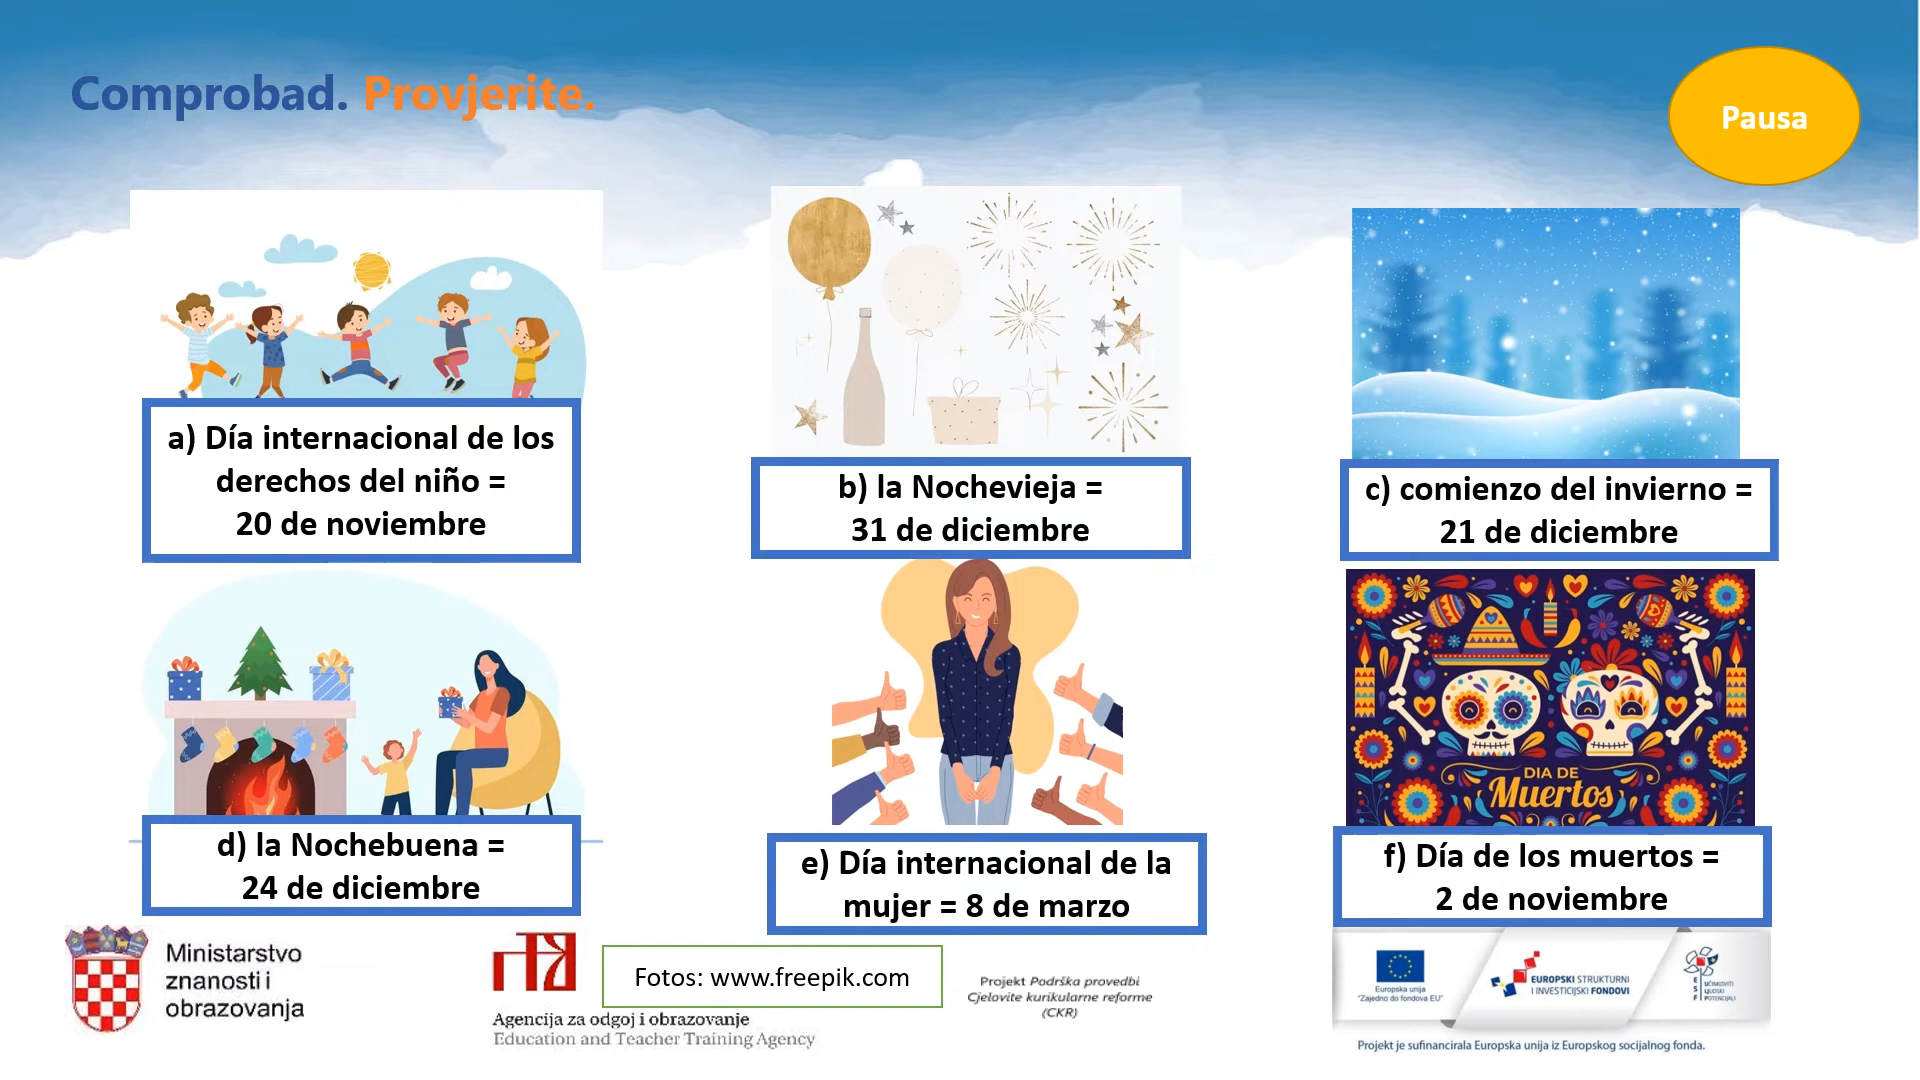 Comprobad. Provjerite.
Pausa
a) Día internacional de los
derechos del niño =
20 de noviembre
b) la Nochevieja =
31 de diciembre
c) comienzo del invierno =
21 de diciembre
d) la Nochebuena =
24 de diciembre
e) Día internacional de la
mujer = 8 de marzo
DIA DE
Muertos
f) Día de los muertos =
2 de noviembre
Ministarstvo
znanosti i
obrazovanja
Agencija za odgoj i obrazovanje
Education and Teacher Training Agency
Fotos: www.freepik.com
Projekt Podrška provedbi
Cjelovite kurikularne reforme
(CKR)
Europska unija
"Zajedno do fondova EU"
EUROPSKI STRUKTURNI
I INVESTICIJSKI FONDOVI
ESF
UČINKOVITI
LJUDSKI
POTENCIJALI
Projekt je sufinancirala Europska unija iz Europskog socijalnog fonda.